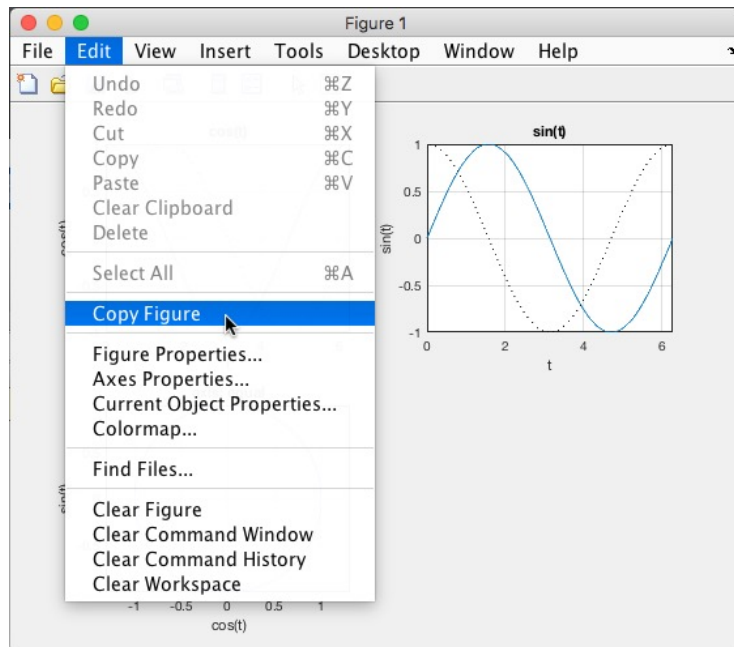 Figure 1
File Edit View Insert Tools Desktop Window Help
Undo ⌘Z
Redo ⌘Y
Cut ⌘X
Copy ⌘C
Paste ⌘V
Clear Clipboard
Delete
Select All ⌘A
Copy Figure
Figure Properties...
Axes Properties...
Current Object Properties...
Colormap...
Find Files...
Clear Figure
Clear Command Window
Clear Command History
Clear Workspace
cos(t)
cos(t)
sin(t)
sin(t)
1
0.5
0
-0.5
-1
0 2 4 6
t
sin(t)
-1 -0.5 0 0.5 1
cos(t)